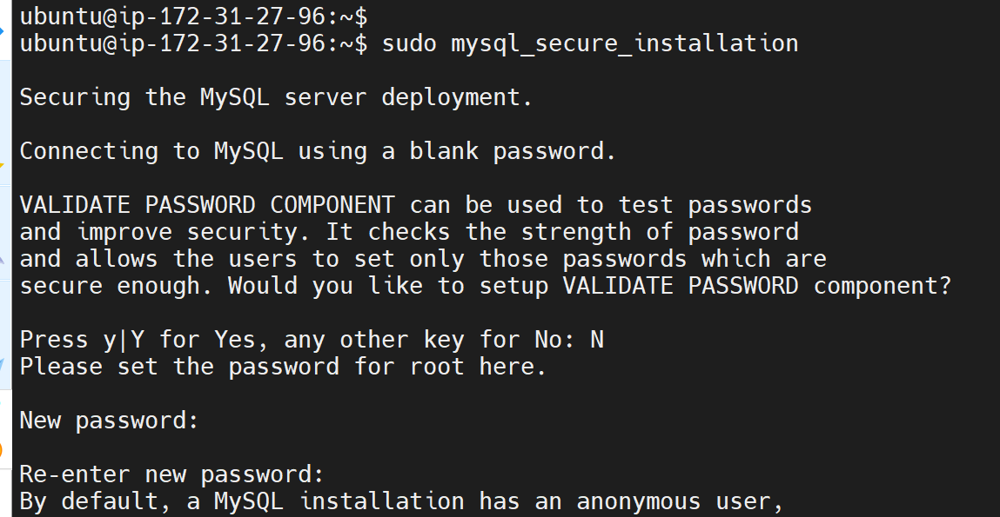 ubuntu@ip-172-31-27-96:~$
ubuntu@ip-172-31-27-96:~$ sudo mysql_secure_installation
Securing the MySQL server deployment.
Connecting to MySQL using a blank password.
VALIDATE PASSWORD COMPONENT can be used to test passwords
and improve security. It checks the strength of password
and allows the users to set only those passwords which are
secure enough. Would you like to setup VALIDATE PASSWORD component?
Press y|Y for Yes, any other key for No: N
Please set the password for root here.
New password:
Re-enter new password:
By default, a MySQL installation has an anonymous user,